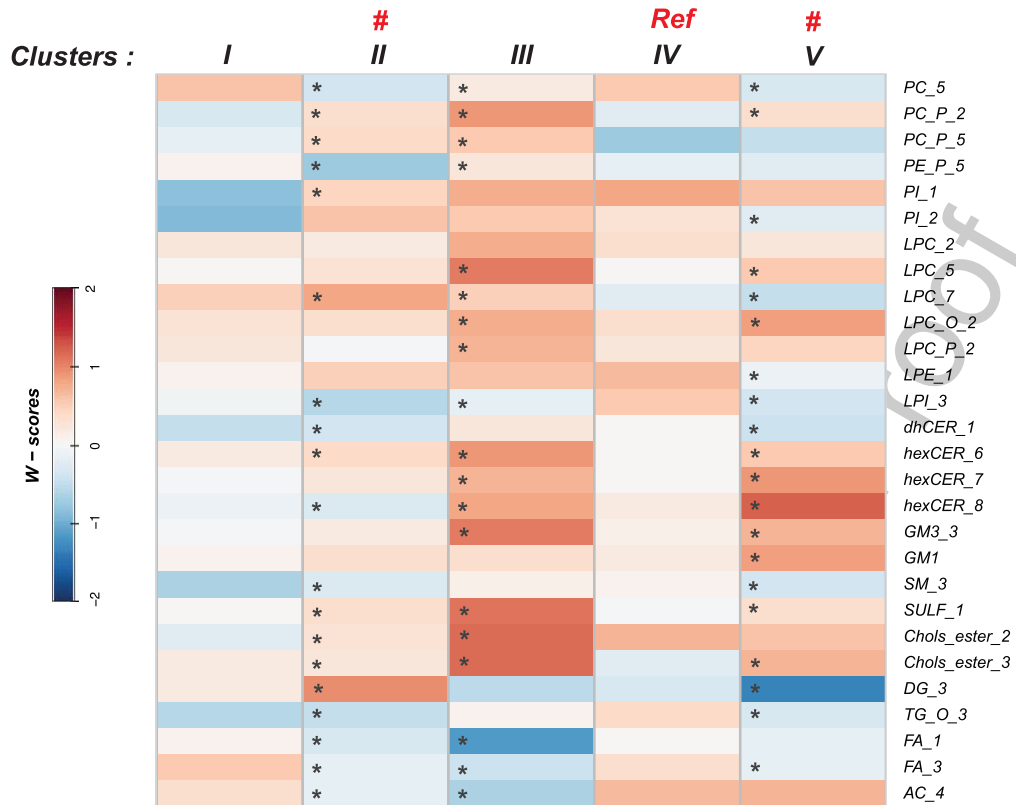 # Ref #
Clusters : I II III IV V
* * * PC_5
* * * PC_P_2
* * PC_P_5
* * PE_P_5
* PI_1
* PI_2
LPC_2
* * LPC_5
* * * LPC_7
* * LPC_O_2
* LPC_P_2
* LPE_1
* * * LPI_3
* * dhCER_1
* * * hexCER_6
* * hexCER_7
* * * hexCER_8
* * GM3_3
* GM1
* * SM_3
* * * SULF_1
* * Chols_ester_2
* * * Chols_ester_3
* * DG_3
* * TG_O_3
* * FA_1
* * * FA_3
* * AC_4
W – scores
2
1
0
−1
−2
roof